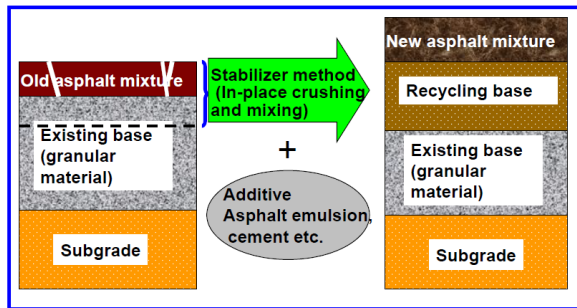 Old asphalt mixture
Existing base
(granular
material)
Subgrade
Stabilizer method
(In-place crushing
and mixing)
+
Additive
Asphalt emulsion,
cement etc.
New asphalt mixture
Recycling base
Existing base
(granular
material)
Subgrade